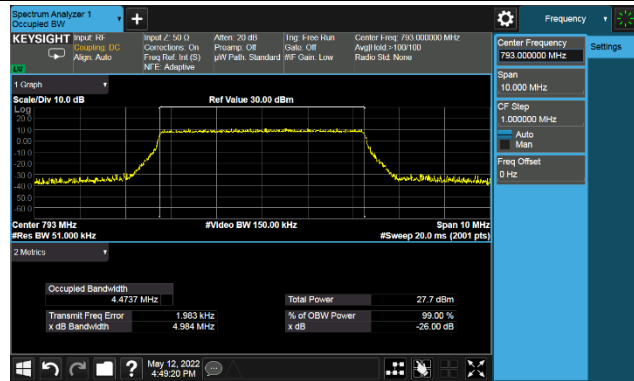 Spectrum Analyzer 1
Occupied BW
Frequency
KEYSIGHT
Input: RF
Coupling: DC
Align: Auto
Input Z: 50 Ω
Corrections: On
Freq Ref: Int (S)
NFE: Adaptive
Atten: 20 dB
Preamp: Off
µW Path: Standard
Trig: Free Run
Gate: Off
#IF Gain: Low
Center Freq: 793.000000 MHz
Avg|Hold:>100/100
Radio Std: None
LW
Center Frequency
793.000000 MHz
Settings
Span
10.000 MHz
CF Step
1.000000 MHz
Auto
Man
Freq Offset
0 Hz
1 Graph
Scale/Div 10.0 dB
Ref Value 30.00 dBm
Log
20.0
10.0
0.00
-10.0
-20.0
-30.0
-40.0
-50.0
-60.0
Center 793 MHz
#Video BW 150.00 kHz
Span 10 MHz
#Res BW 51.000 kHz
#Sweep 20.0 ms (2001 pts)
2 Metrics
Occupied Bandwidth
4.4737 MHz
Total Power 27.7 dBm
Transmit Freq Error 1.983 kHz
% of OBW Power 99.00 %
x dB Bandwidth 4.984 MHz
x dB -26.00 dB
May 12, 2022
4:49:20 PM